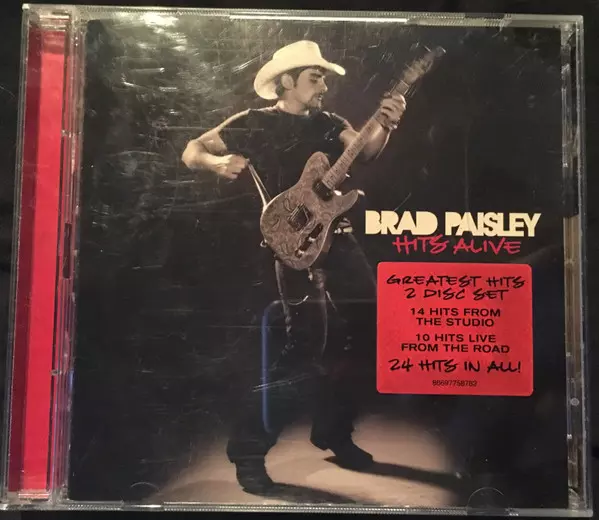 BRAD PAISLEY
HITS ALIVE
GREATEST HITS
2 DISC SET
14 HITS FROM
THE STUDIO
10 HITS LIVE
FROM THE ROAD
24 HITS IN ALL!